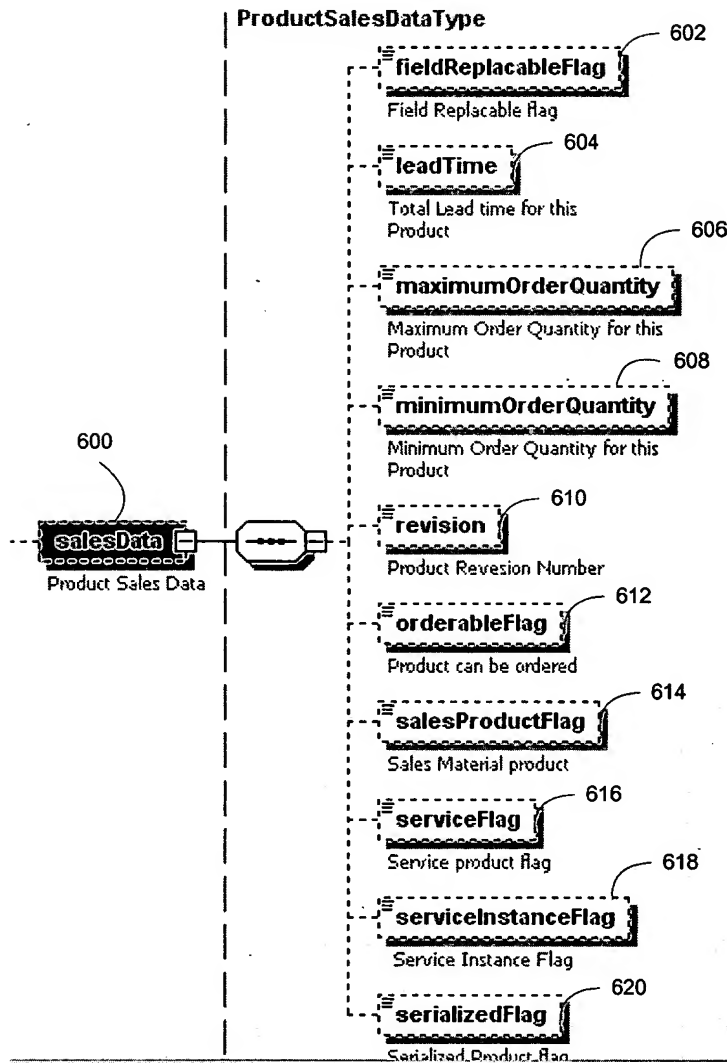 ProductSalesDataType
602
fieldReplacableFlag
Field Replacable flag
604
leadTime
Total Lead time for this
Product
606
maximumOrderQuantity
Maximum Order Quantity for this
Product
608
minimumOrderQuantity
Minimum Order Quantity for this
Product
600
salesData
Product Sales Data
610
revision
Product Revesion Number
612
orderableFlag
Product can be ordered
614
salesProductFlag
Sales Material product
616
serviceFlag
Service product flag
618
serviceInstanceFlag
Service Instance Flag
620
serializedFlag
Serialized Product flag